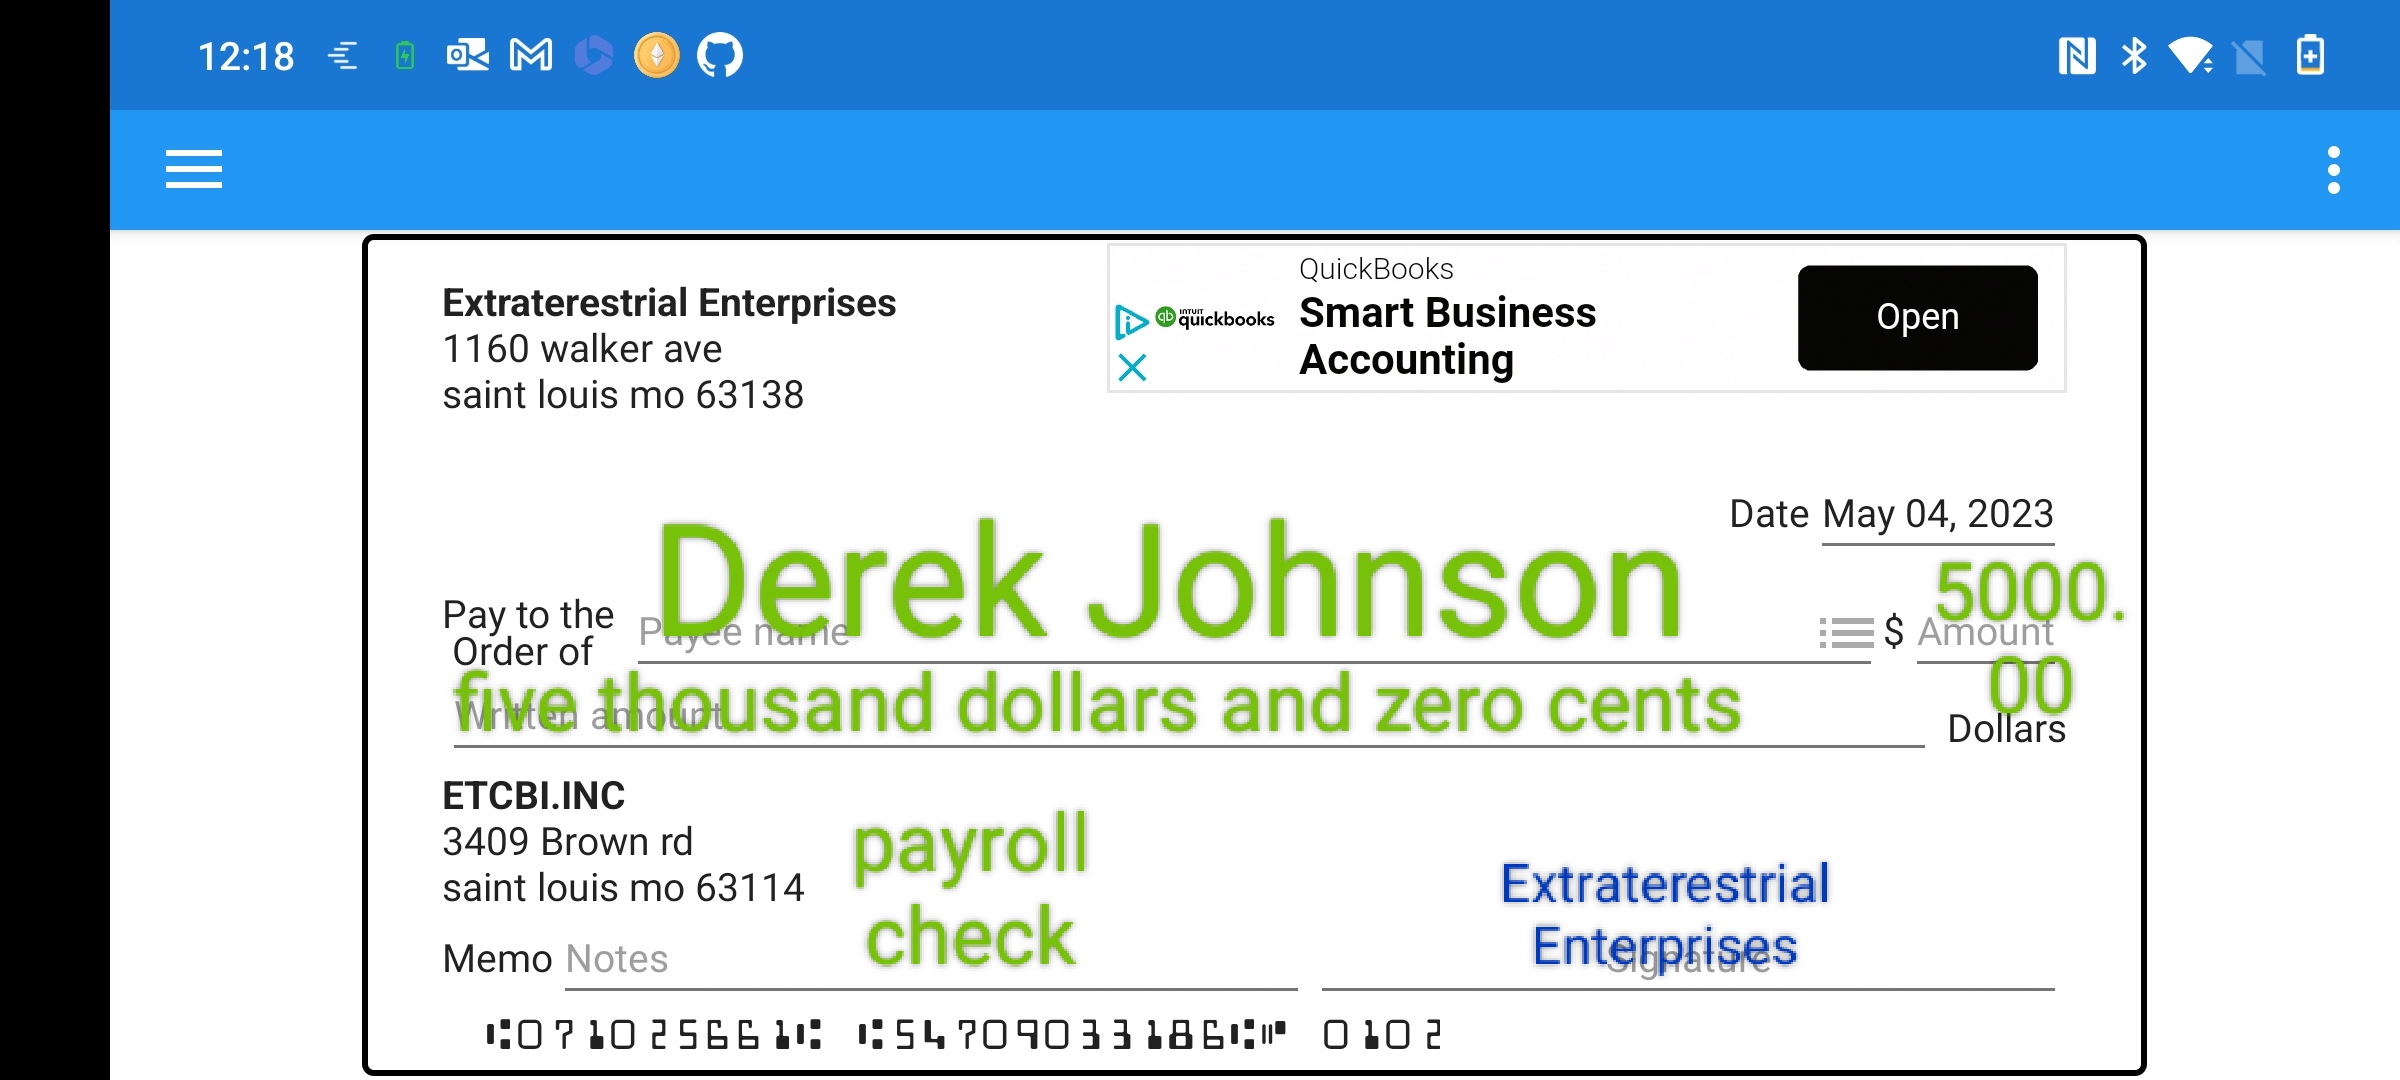 12:18
QuickBooks
Extraterestrial Enterprises
1160 walker ave
saint louis mo 63138
INTUIT
qb quickbooks
Smart Business
Accounting
Open
Date May 04, 2023
Derek Johnson
5000.
00
Pay to the
Order of
Payee name
$ Amount
five thousand dollars and zero cents
Written amount
Dollars
ETCBI.INC
3409 Brown rd
saint louis mo 63114
payroll
check
Extraterestrial
Enterprises
Memo Notes
Signature
⑆071025661⑆ ⑆54709033186⑆⑈ 0102